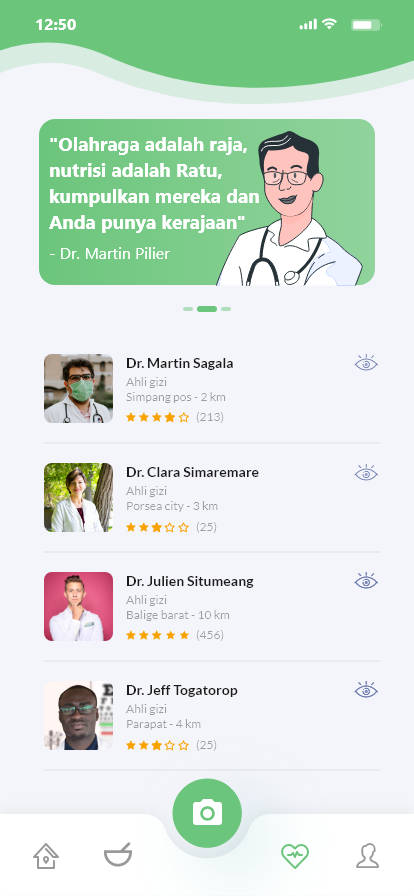 12:50
"Olahraga adalah raja,
nutrisi adalah Ratu,
kumpulkan mereka dan
Anda punya kerajaan"
- Dr. Martin Pilier
Dr. Martin Sagala
Ahli gizi
Simpang pos - 2 km
(213)
Dr. Clara Simaremare
Ahli gizi
Porsea city - 3 km
(25)
Dr. Julien Situmeang
Ahli gizi
Balige barat - 10 km
(456)
Dr. Jeff Togatorop
Ahli gizi
Parapat - 4 km
(25)